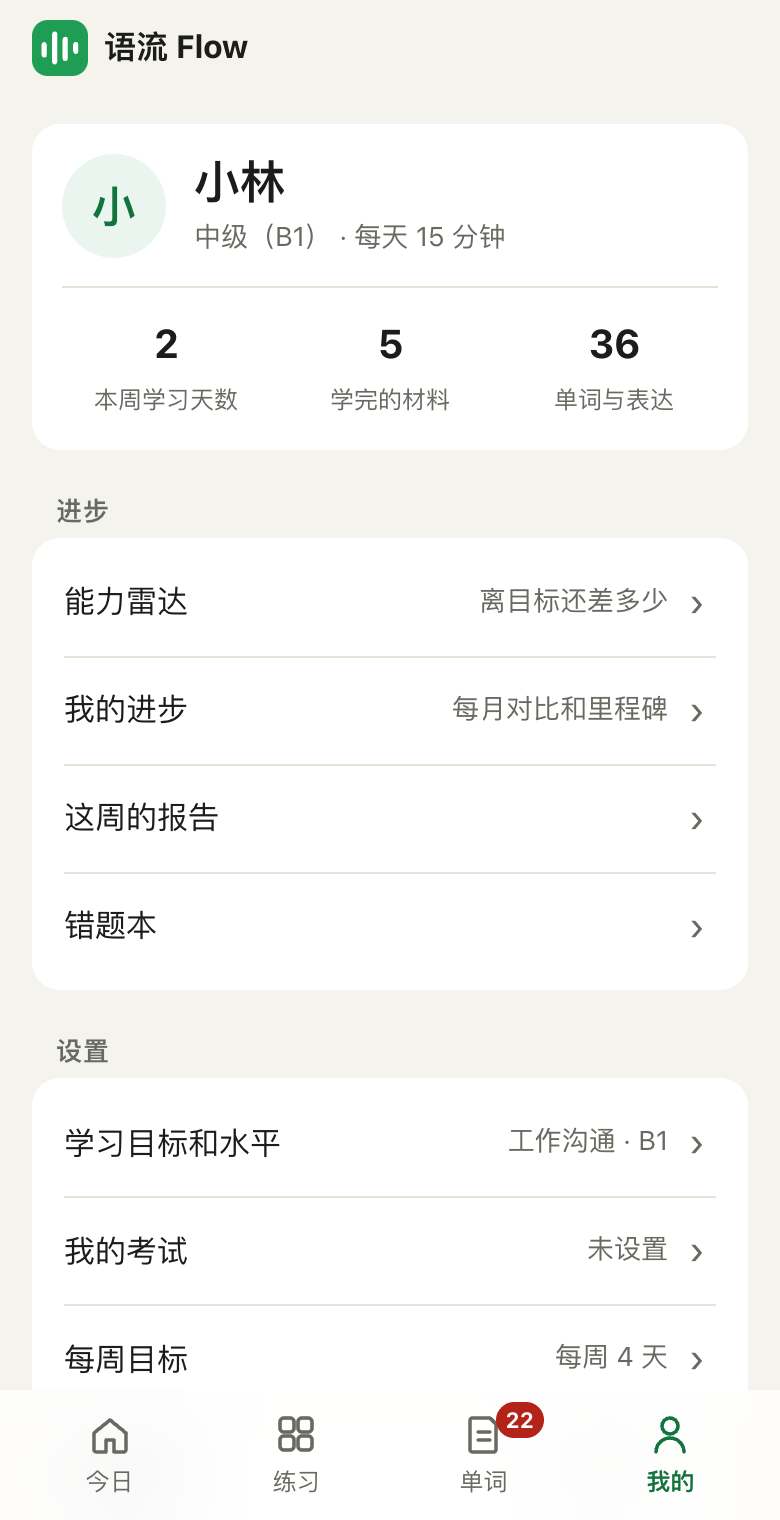 语流 Flow
小
小林
中级（B1） · 每天 15 分钟
2 5 36
本周学习天数 学完的材料 单词与表达
进步
能力雷达 离目标还差多少 ›
我的进步 每月对比和里程碑 ›
这周的报告 ›
错题本 ›
设置
学习目标和水平 工作沟通 · B1 ›
我的考试 未设置 ›
每周目标 每周 4 天 ›
22
今日 练习 单词 我的